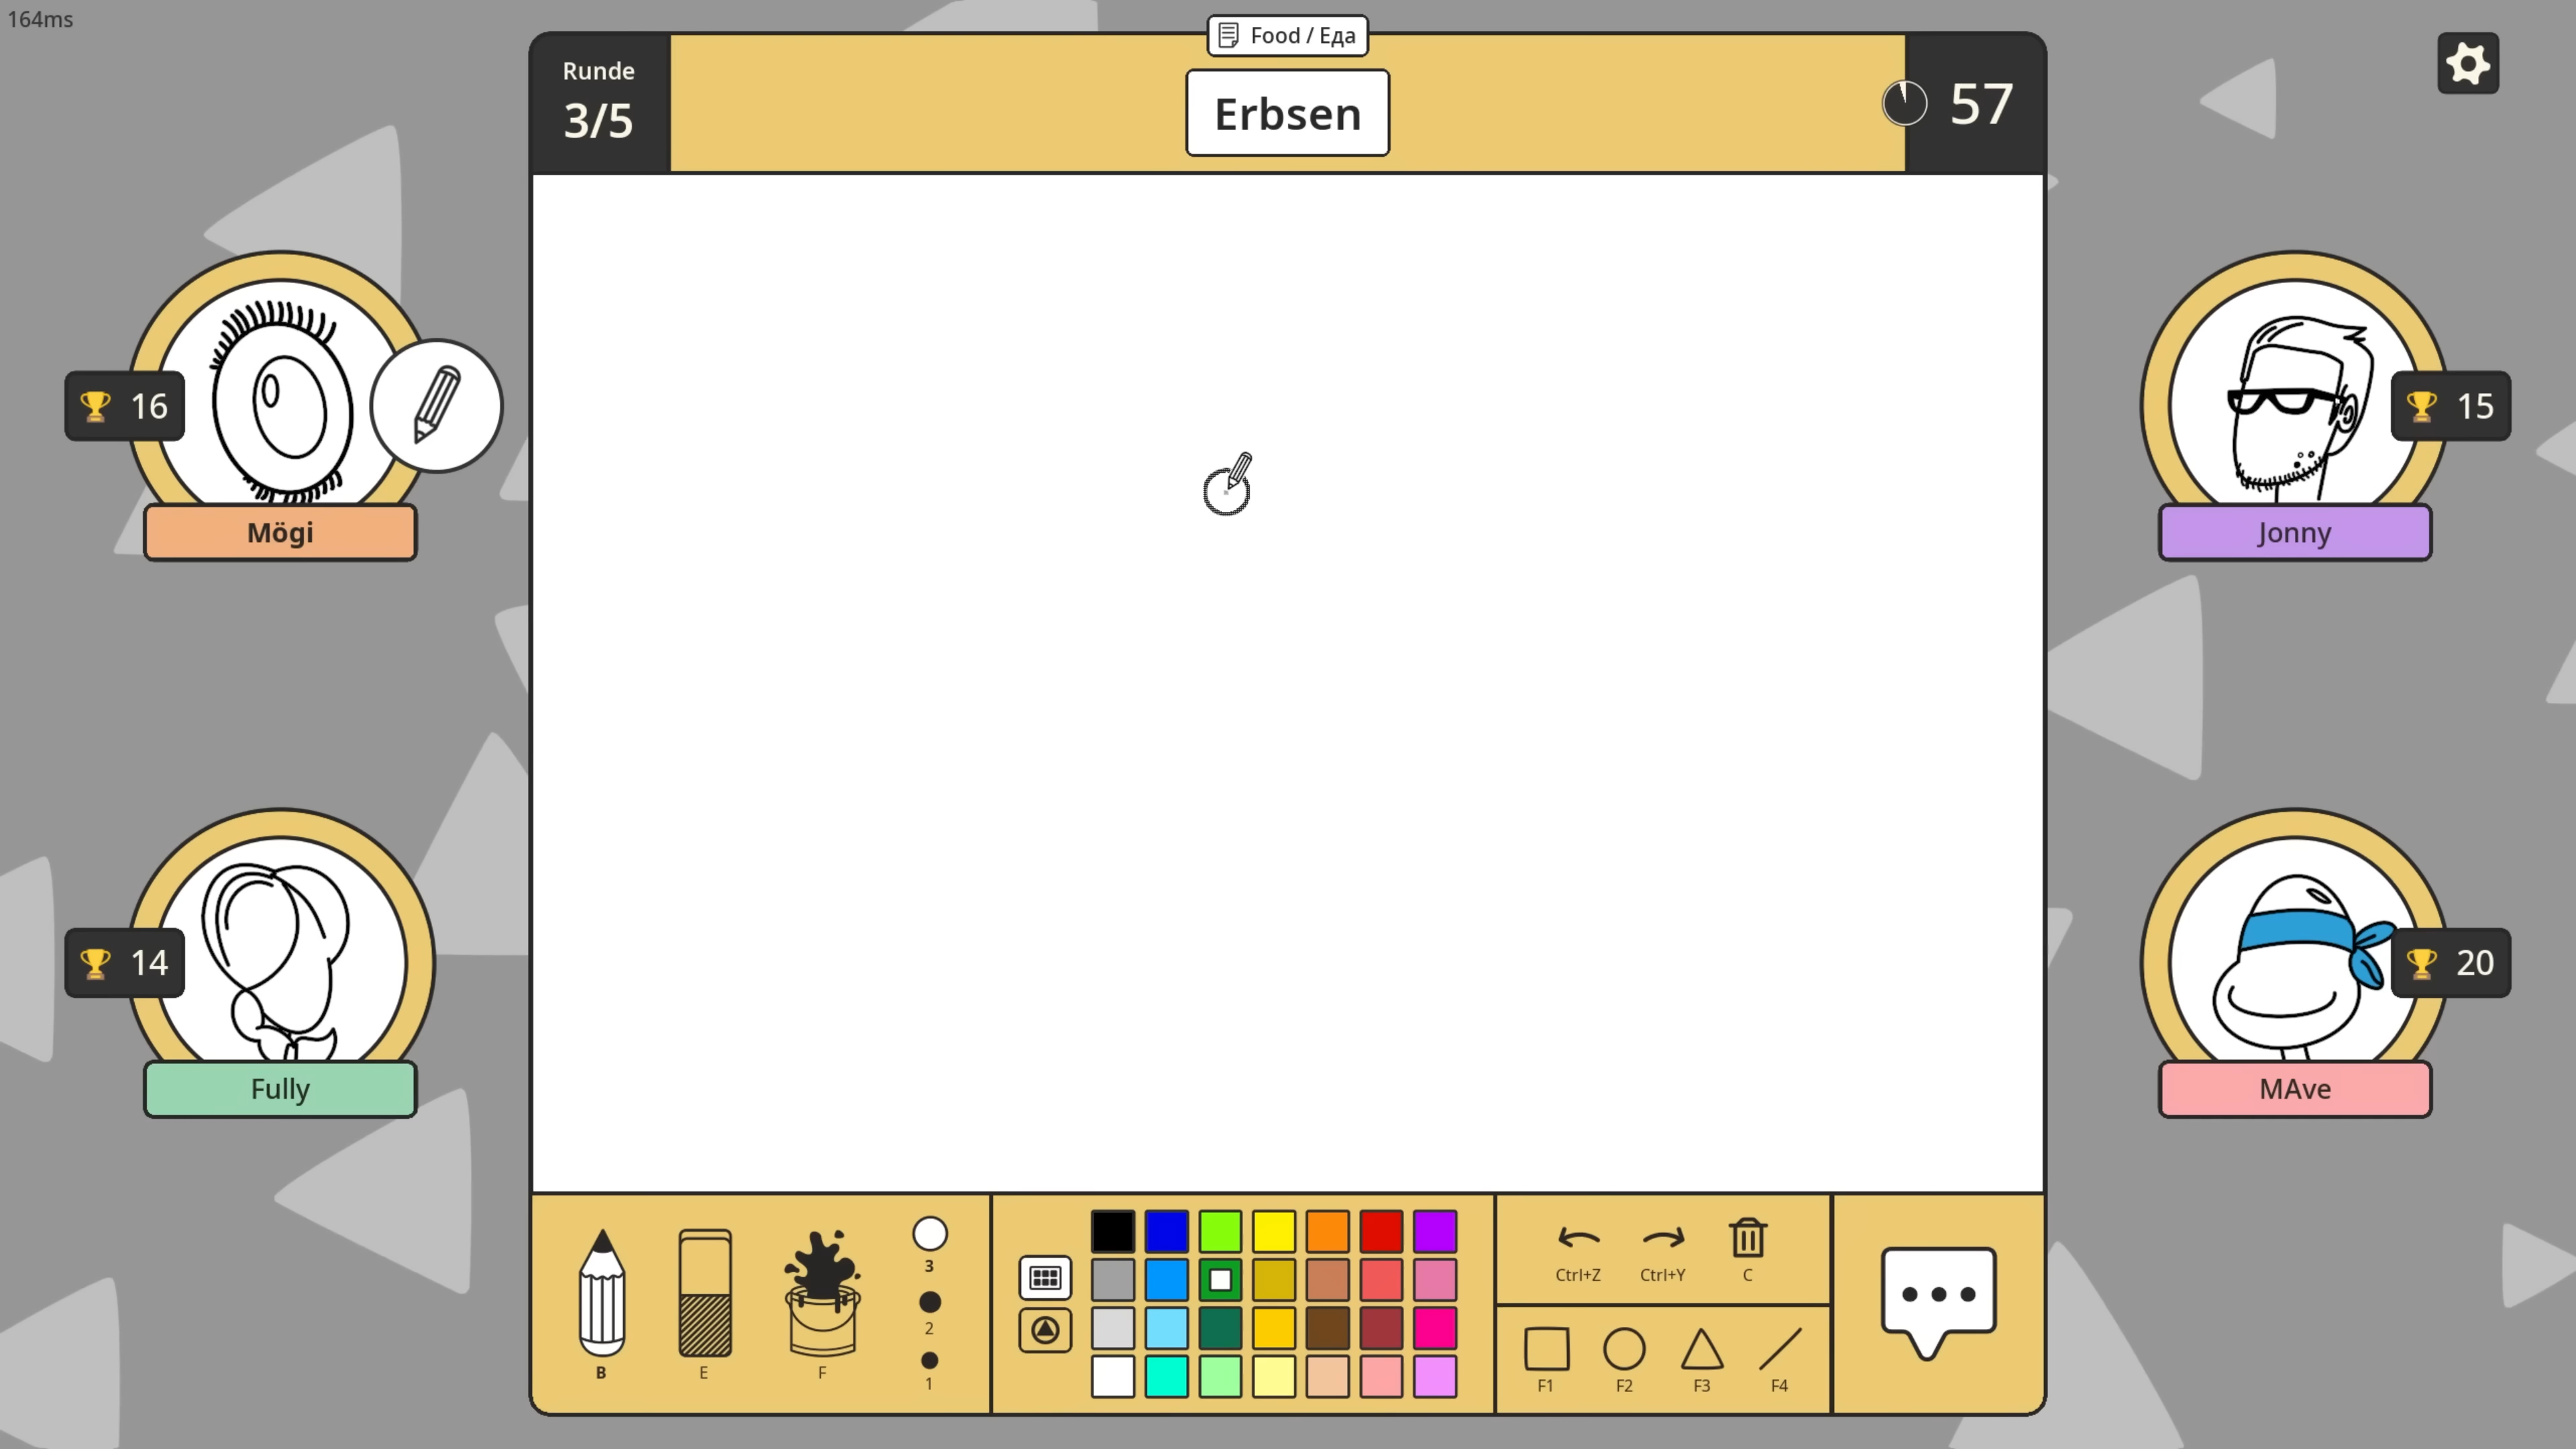 164ms
Food / Еда
Runde
3/5
Erbsen
57
16
Mögi
15
Jonny
14
Fully
20
MAve
B
E
F
3
2
1
Ctrl+Z
Ctrl+Y
C
F1
F2
F3
F4